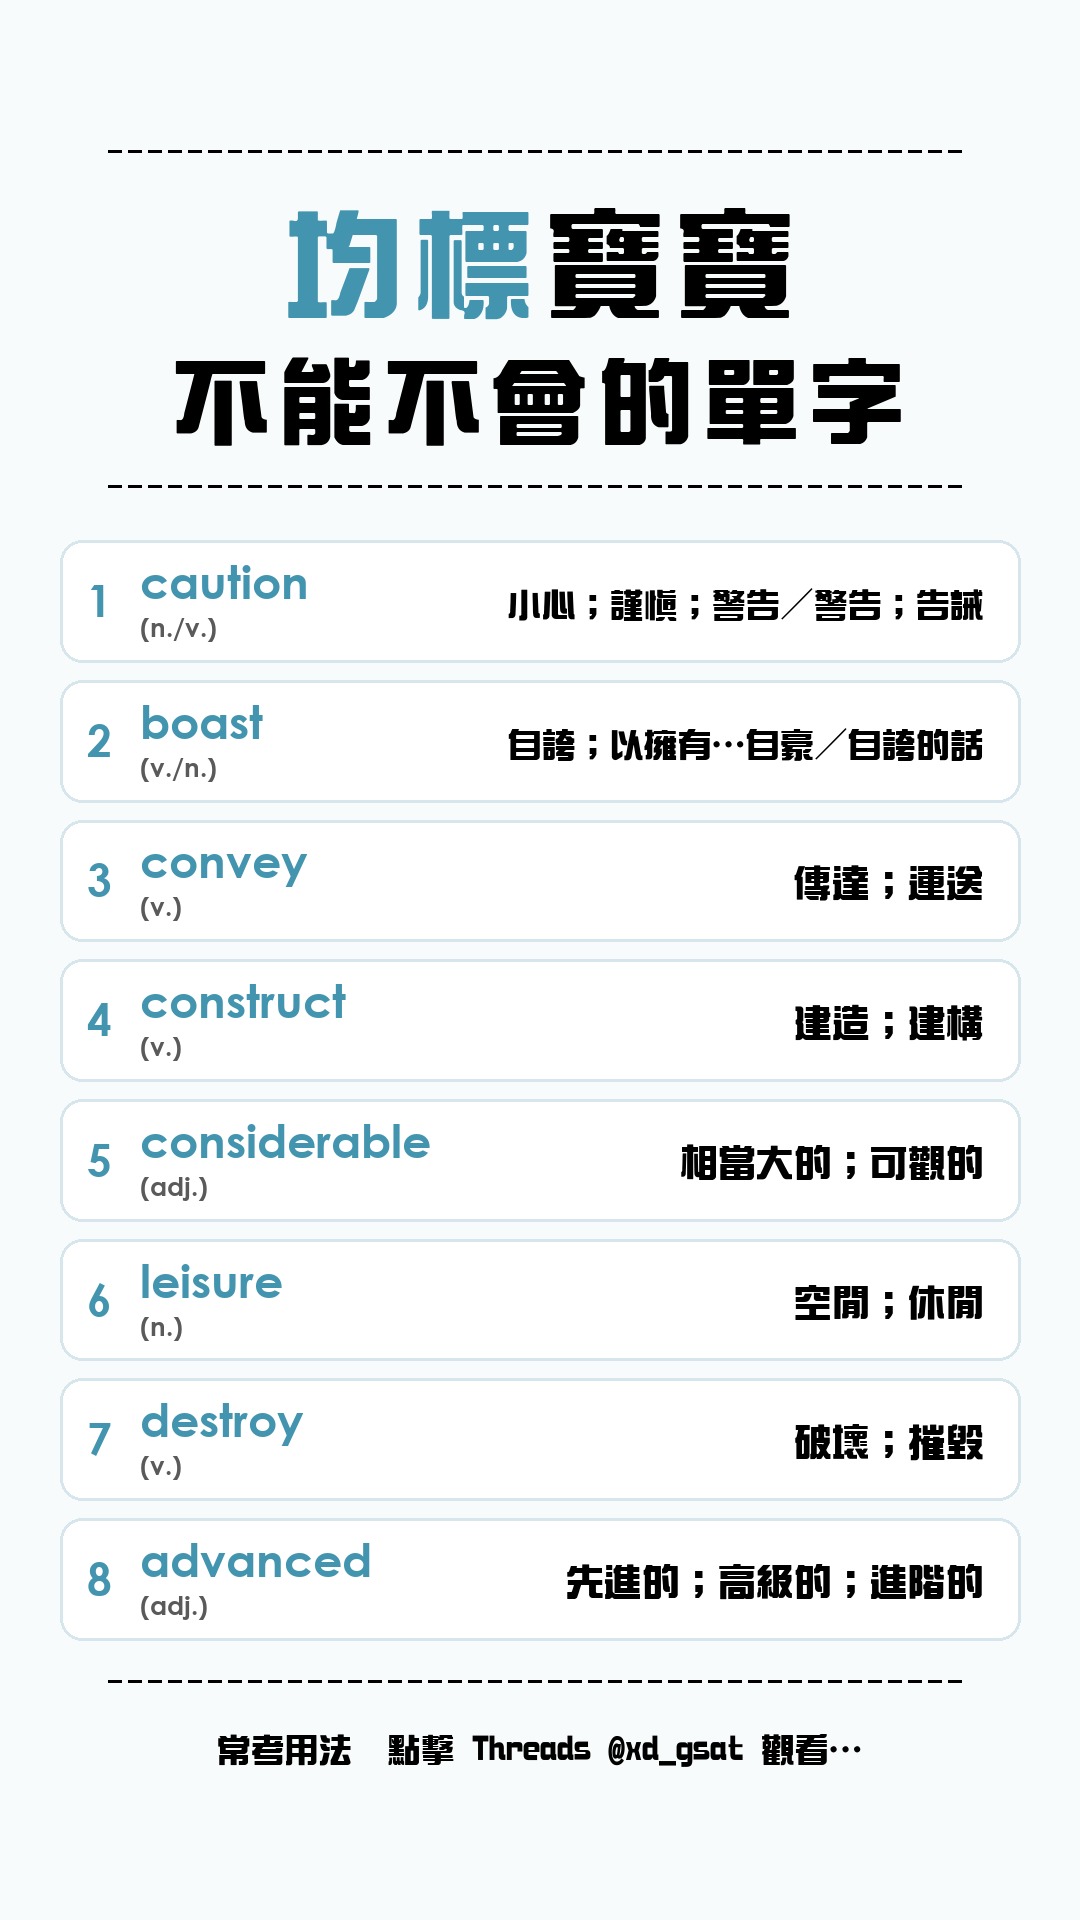 均標寶寶
不能不會的單字
1 caution 小心；謹慎；警告／警告；告誡
(n./v.)
2 boast 自誇；以擁有…自豪／自誇的話
(v./n.)
3 convey 傳達；運送
(v.)
4 construct 建造；建構
(v.)
5 considerable 相當大的；可觀的
(adj.)
6 leisure 空閒；休閒
(n.)
7 destroy 破壞；摧毀
(v.)
8 advanced 先進的；高級的；進階的
(adj.)
常考用法　點擊 Threads @xd_gsat 觀看…